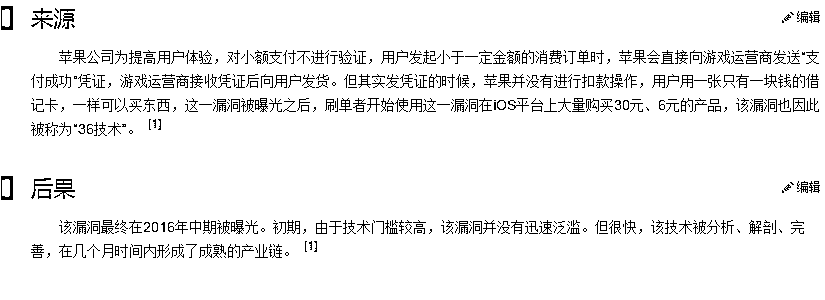 来源
编辑
苹果公司为提高用户体验，对小额支付不进行验证，用户发起小于一定金额的消费订单时，苹果会直接向游戏运营商发送“支
付成功”凭证，游戏运营商接收凭证后向用户发货。但其实发凭证的时候，苹果并没有进行扣款操作，用户用一张只有一块钱的借
记卡，一样可以买东西，这一漏洞被曝光之后，刷单者开始使用这一漏洞在iOS平台上大量购买30元、6元的产品，该漏洞也因此
被称为“36技术”。 [1]
后果
编辑
该漏洞最终在2016年中期被曝光。初期，由于技术门槛较高，该漏洞并没有迅速泛滥。但很快，该技术被分析、解剖、完
善，在几个月时间内形成了成熟的产业链。 [1]